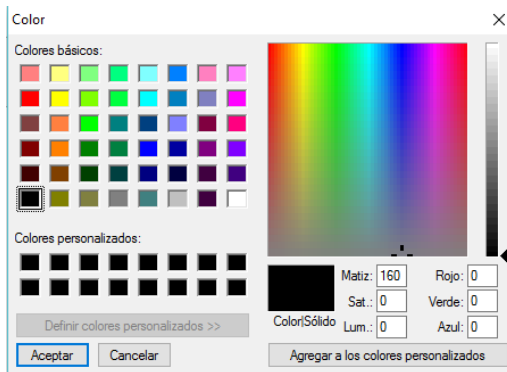 Color
Colores básicos:
Colores personalizados:
Definir colores personalizados >>
Aceptar Cancelar
Color|Sólido
Matiz: 160 Rojo: 0
Sat.: 0 Verde: 0
Lum.: 0 Azul: 0
Agregar a los colores personalizados